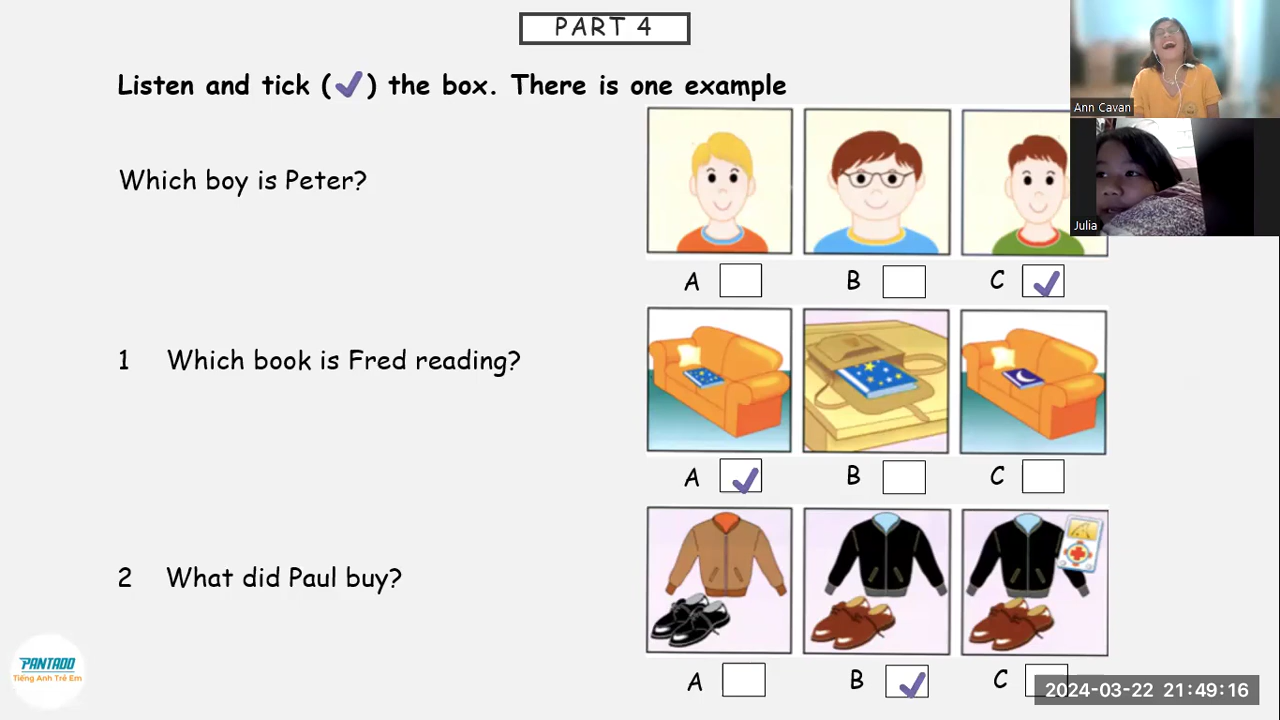 PART 4
Listen and tick (✓) the box. There is one example
Ann Cavan
Which boy is Peter?
Julia
A
B
C
1 Which book is Fred reading?
A
B
C
2 What did Paul buy?
A
B
C
PANTADO
Tiếng Anh Trẻ Em
2024-03-22 21:49:16